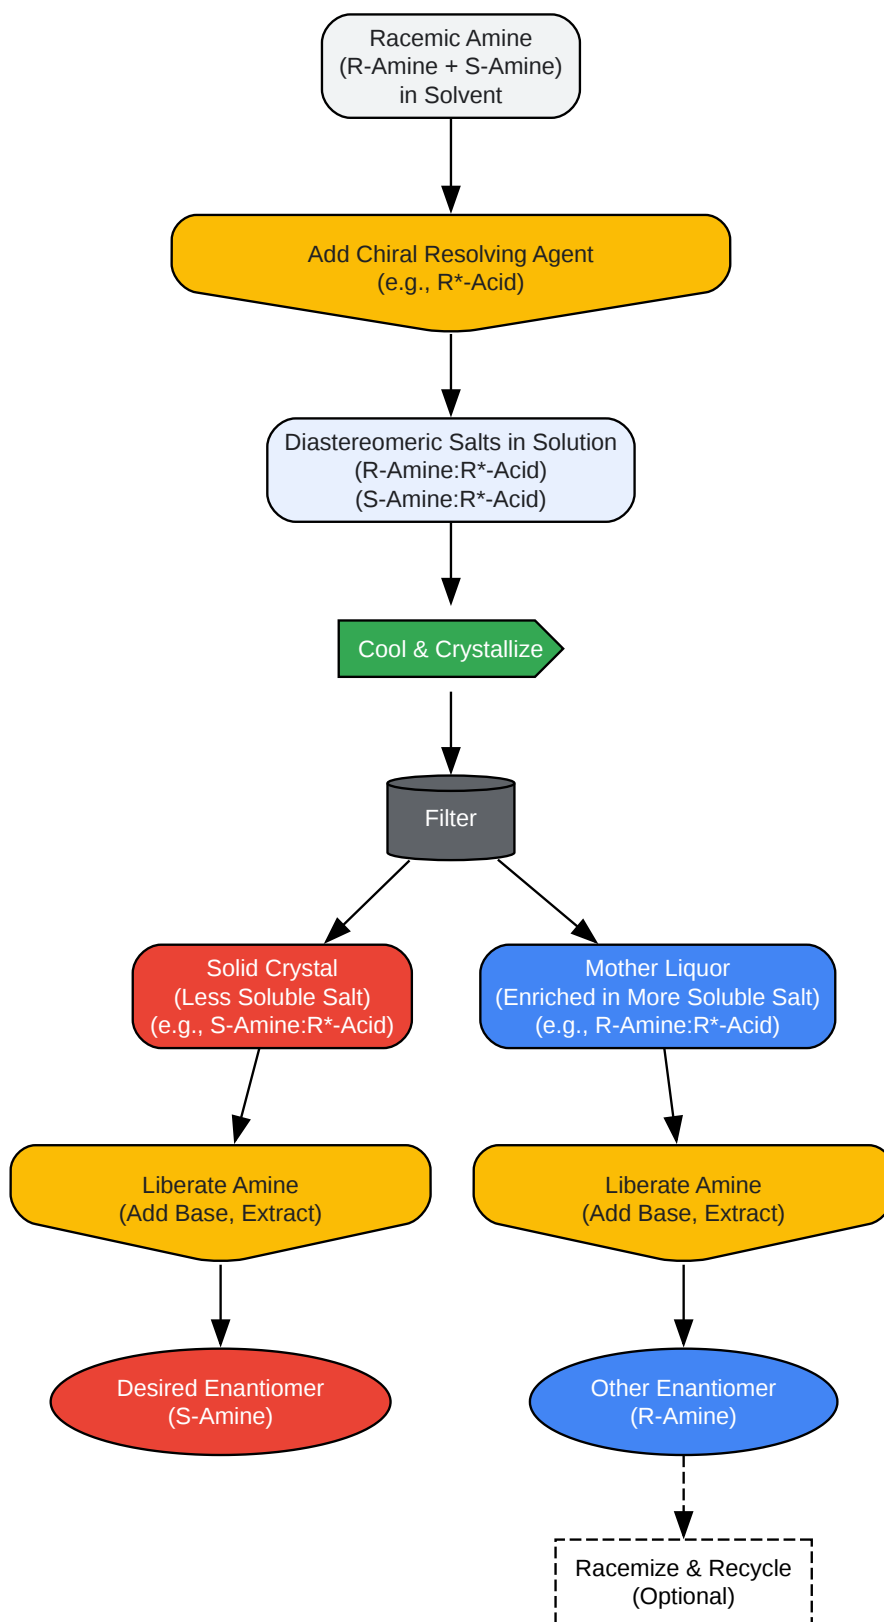 Racemic Amine
(R-Amine + S-Amine)
in Solvent
Add Chiral Resolving Agent
(e.g., R*-Acid)
Diastereomeric Salts in Solution
(R-Amine:R*-Acid)
(S-Amine:R*-Acid)
Cool & Crystallize
Filter
Solid Crystal
(Less Soluble Salt)
(e.g., S-Amine:R*-Acid)
Mother Liquor
(Enriched in More Soluble Salt)
(e.g., R-Amine:R*-Acid)
Liberate Amine
(Add Base, Extract)
Liberate Amine
(Add Base, Extract)
Desired Enantiomer
(S-Amine)
Other Enantiomer
(R-Amine)
Racemize & Recycle
(Optional)